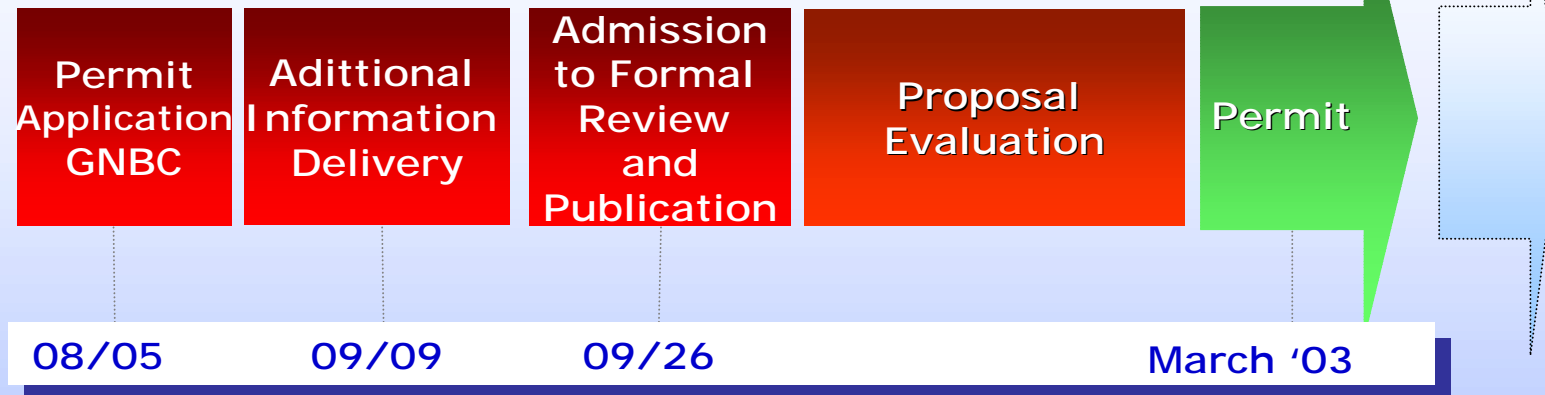 Permit
Application
GNBC
Adittional
Information
Delivery
Admission
to Formal
Review
and
Publication
Proposal
Evaluation
Permit
08/05
09/09
09/26
March ‘03